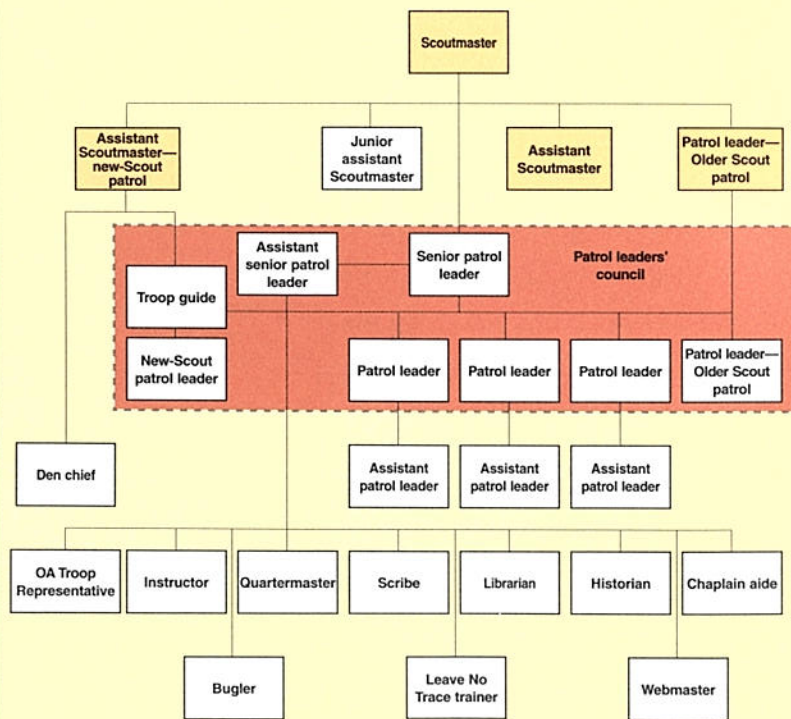 Scoutmaster
Assistant
Scoutmaster—
new-Scout
patrol
Junior
assistant
Scoutmaster
Assistant
Scoutmaster
Patrol leader—
Older Scout
patrol
Assistant
senior patrol
leader
Senior patrol
leader
Patrol leaders'
council
Troop guide
New-Scout
patrol leader
Patrol leader
Patrol leader
Patrol leader
Patrol leader—
Older Scout
patrol
Den chief
Assistant
patrol leader
Assistant
patrol leader
Assistant
patrol leader
OA Troop
Representative
Instructor
Quartermaster
Scribe
Librarian
Historian
Chaplain aide
Bugler
Leave No
Trace trainer
Webmaster